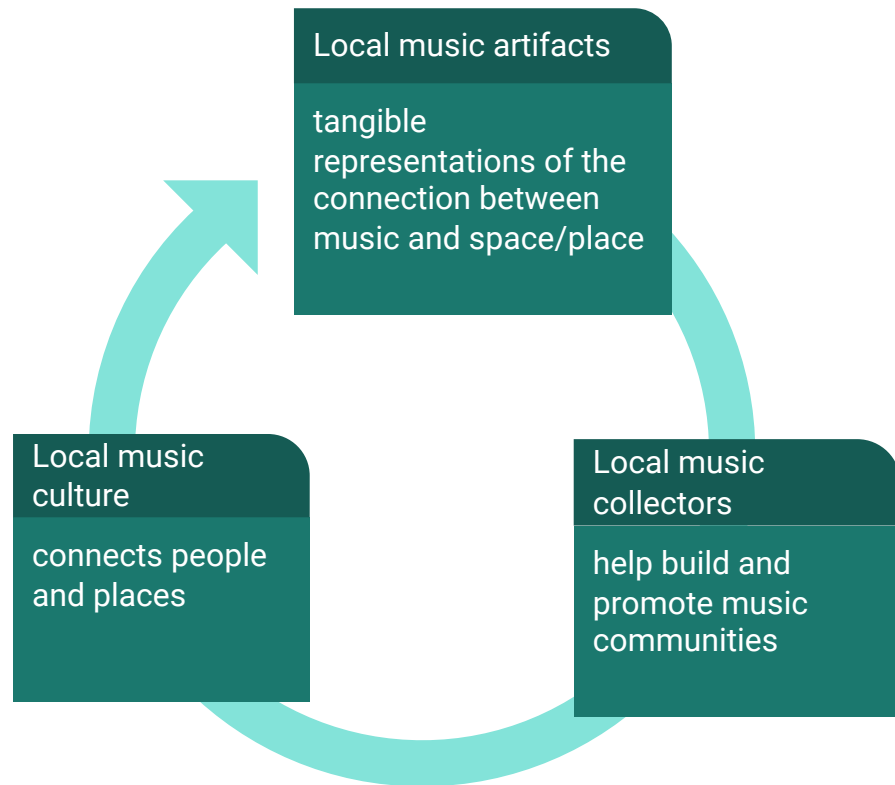 Local music artifacts
tangible
representations of the
connection between
music and space/place
Local music
collectors
help build and
promote music
communities
Local music
culture
connects people
and places